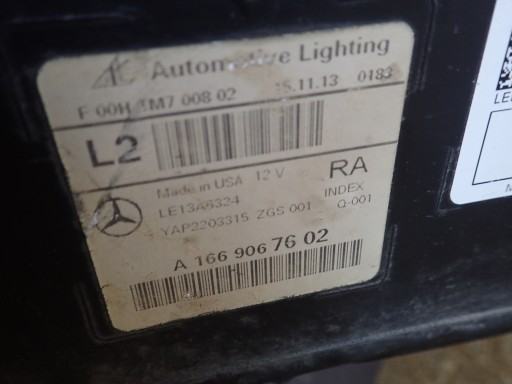 Automotive Lighting
F 00H 1M7 008 02 15.11.13 0183
L2
Made in USA 12 V RA
LE13A6324 INDEX
YAP2203315 ZGS 001 Q-001
A 166 906 76 02